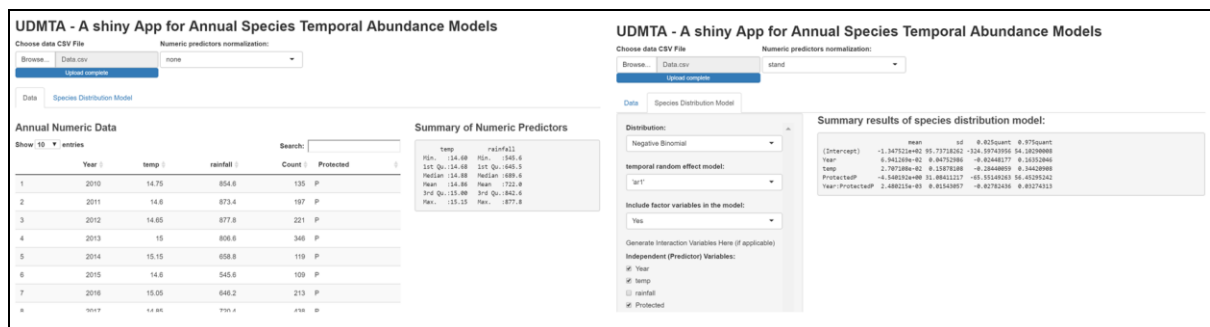 UDMTA - A shiny App for Annual Species Temporal Abundance Models
Choose data CSV File Numeric predictors normalization:
Browse... Data.csv none
Upload complete
Data Species Distribution Model
Annual Numeric Data
Show 10 entries Search:
Year temp rainfall Count Protected
1 2010 14.75 854.6 135 P
2 2011 14.6 873.4 197 P
3 2012 14.65 877.8 221 P
4 2013 15 806.6 346 P
5 2014 15.15 658.8 119 P
6 2015 14.6 545.6 109 P
7 2016 15.05 646.2 213 P
8 2017 14.85 720.4 438 P
Summary of Numeric Predictors
temp rainfall
Min. :14.60 Min. :545.6
1st Qu.:14.68 1st Qu.:645.5
Median :14.88 Median :689.6
Mean :14.86 Mean :722.0
3rd Qu.:15.00 3rd Qu.:842.6
Max. :15.15 Max. :877.8
UDMTA - A shiny App for Annual Species Temporal Abundance Models
Choose data CSV File Numeric predictors normalization:
Browse... Data.csv stand
Upload complete
Data Species Distribution Model
Distribution:
Negative Binomial
temporal random effect model:
'ar1'
Include factor variables in the model:
Yes
Generate Interaction Variables Here (if applicable)
Independent (Predictor) Variables:
Year
temp
rainfall
Protected
Summary results of species distribution model:
mean sd 0.025quant 0.975quant
(Intercept) -1.347521e+02 95.73718262 -324.59743956 54.10290008
Year 6.941269e-02 0.04752986 -0.02448177 0.16352046
temp 2.707108e-02 0.15878108 -0.28440059 0.34420908
ProtectedP -4.540192e+00 31.08411217 -65.55149263 56.45295242
Year:ProtectedP 2.480215e-03 0.01543057 -0.02782436 0.03274313